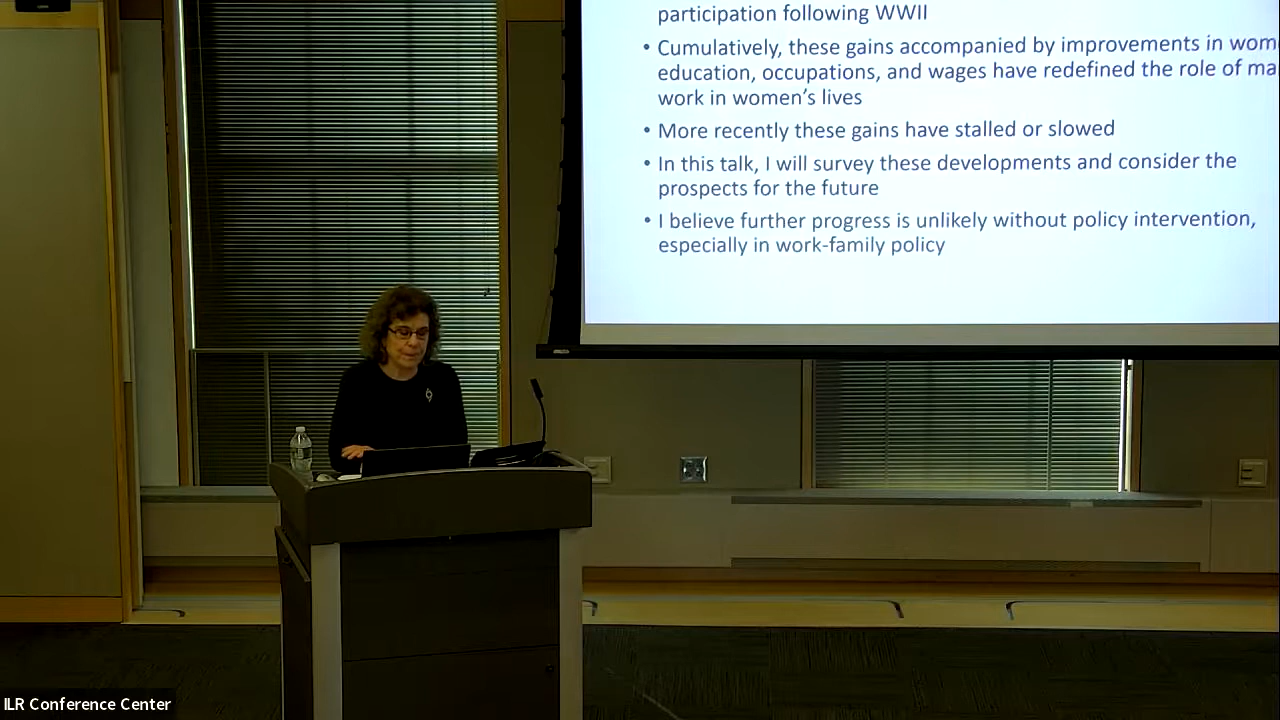 participation following WWII
• Cumulatively, these gains accompanied by improvements in wom
education, occupations, and wages have redefined the role of ma
work in women's lives
• More recently these gains have stalled or slowed
• In this talk, I will survey these developments and consider the
prospects for the future
• I believe further progress is unlikely without policy intervention,
especially in work-family policy
ILR Conference Center